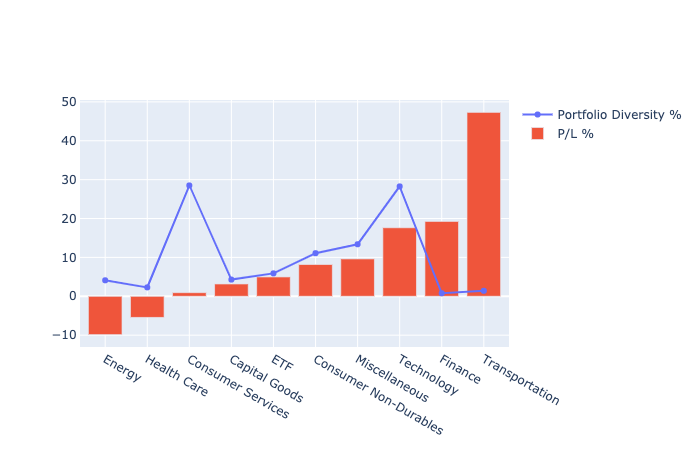 50
40
30
20
10
0
−10
Energy
Health Care
Consumer Services
Capital Goods
ETF
Consumer Non-Durables
Miscellaneous
Technology
Finance
Transportation
Portfolio Diversity %
P/L %